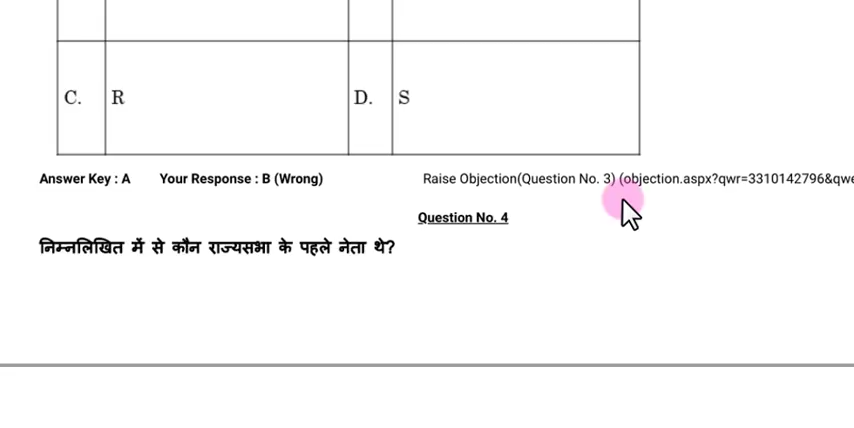 C. R D. S
Answer Key : A Your Response : B (Wrong) Raise Objection(Question No. 3) (objection.aspx?qwr=3310142796&qwe
Question No. 4
निम्नलिखित में से कौन राज्यसभा के पहले नेता थे?